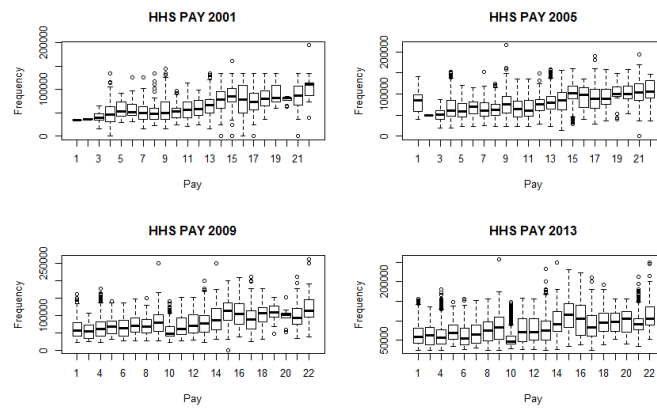 HHS PAY 2001
Frequency
0 100000 200000
1 3 5 7 9 11 13 15 17 19 21
Pay
HHS PAY 2005
Frequency
0 100000 200000
1 3 5 7 9 11 13 15 17 19 21
Pay
HHS PAY 2009
Frequency
0 100000 250000
1 4 6 8 10 12 14 16 18 20 22
Pay
HHS PAY 2013
Frequency
50000 200000
1 4 6 8 10 12 14 16 18 20 22
Pay